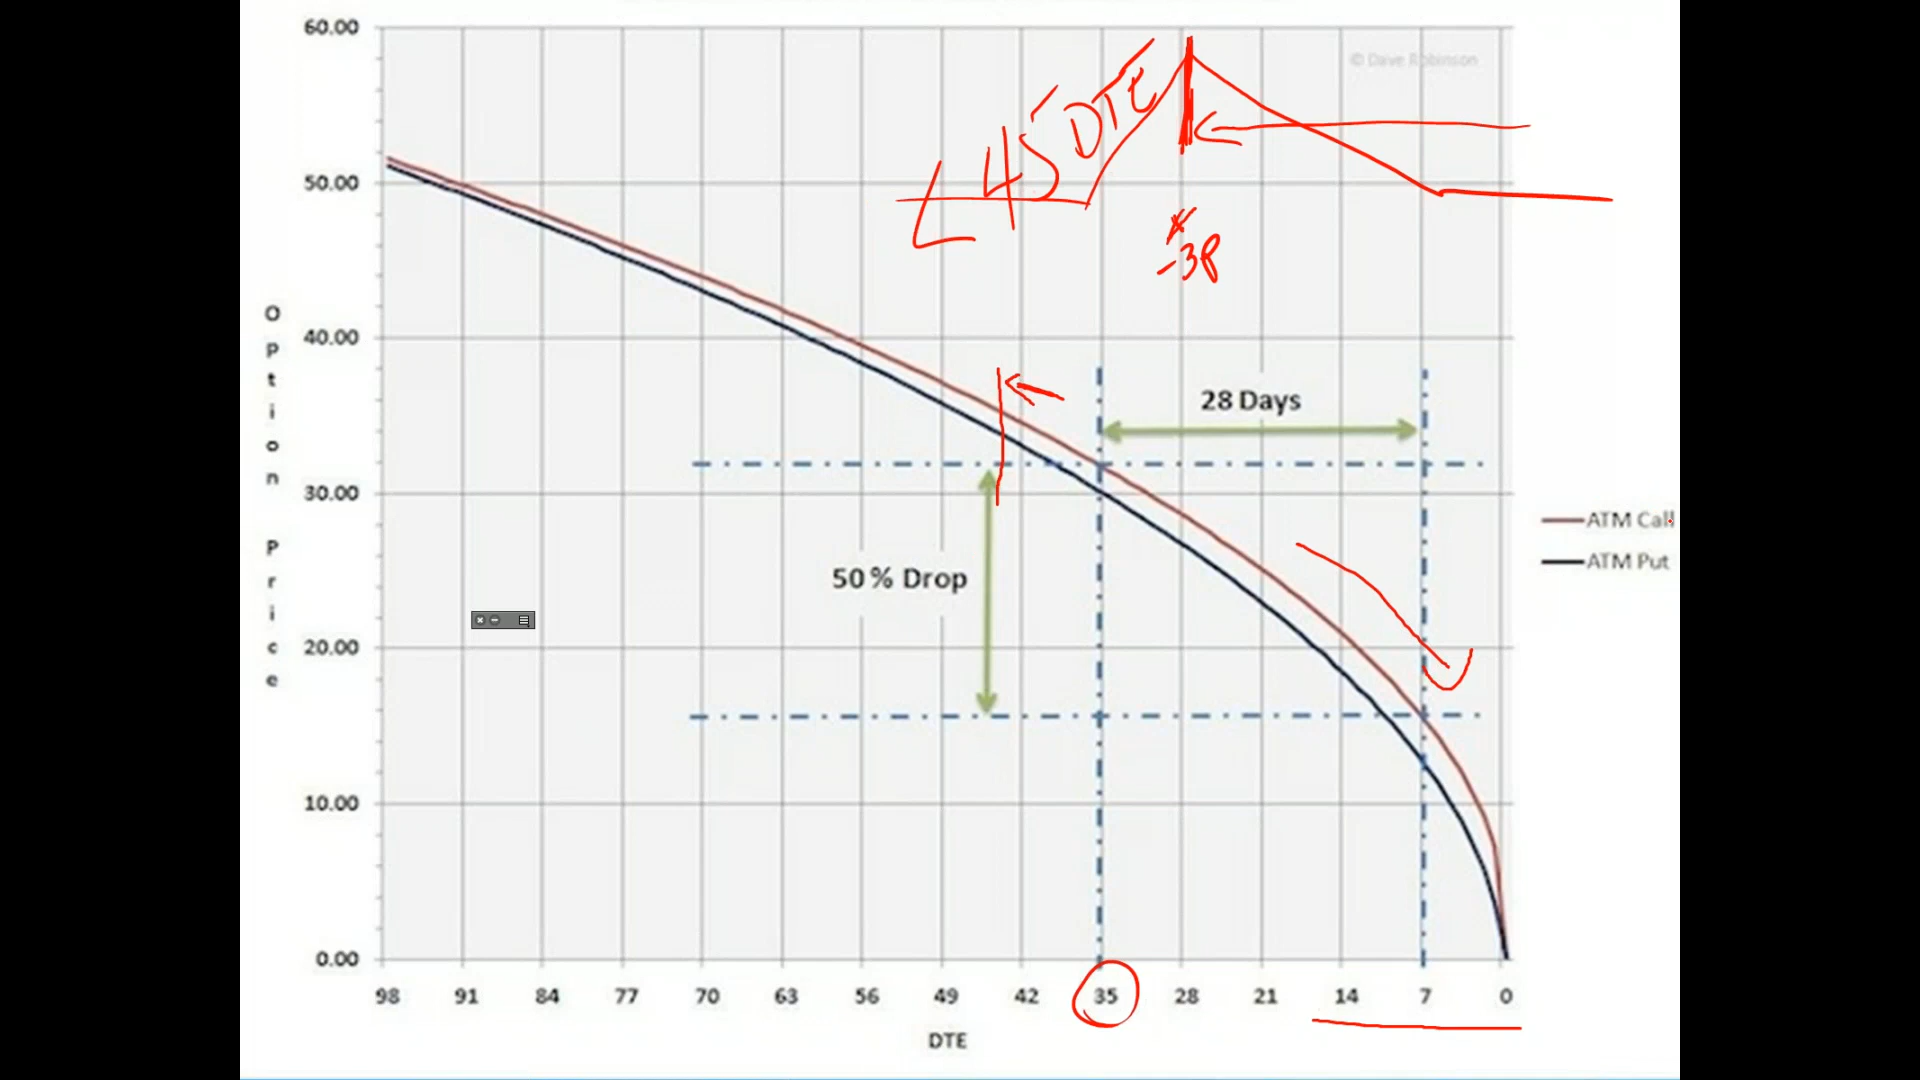 60.00
© Dave Robinson
45 DTE
50.00
-38
Option Price
40.00
28 Days
30.00
ATM Call
ATM Put
50% Drop
20.00
10.00
0.00
98 91 84 77 70 63 56 49 42 35 28 21 14 7 0
DTE